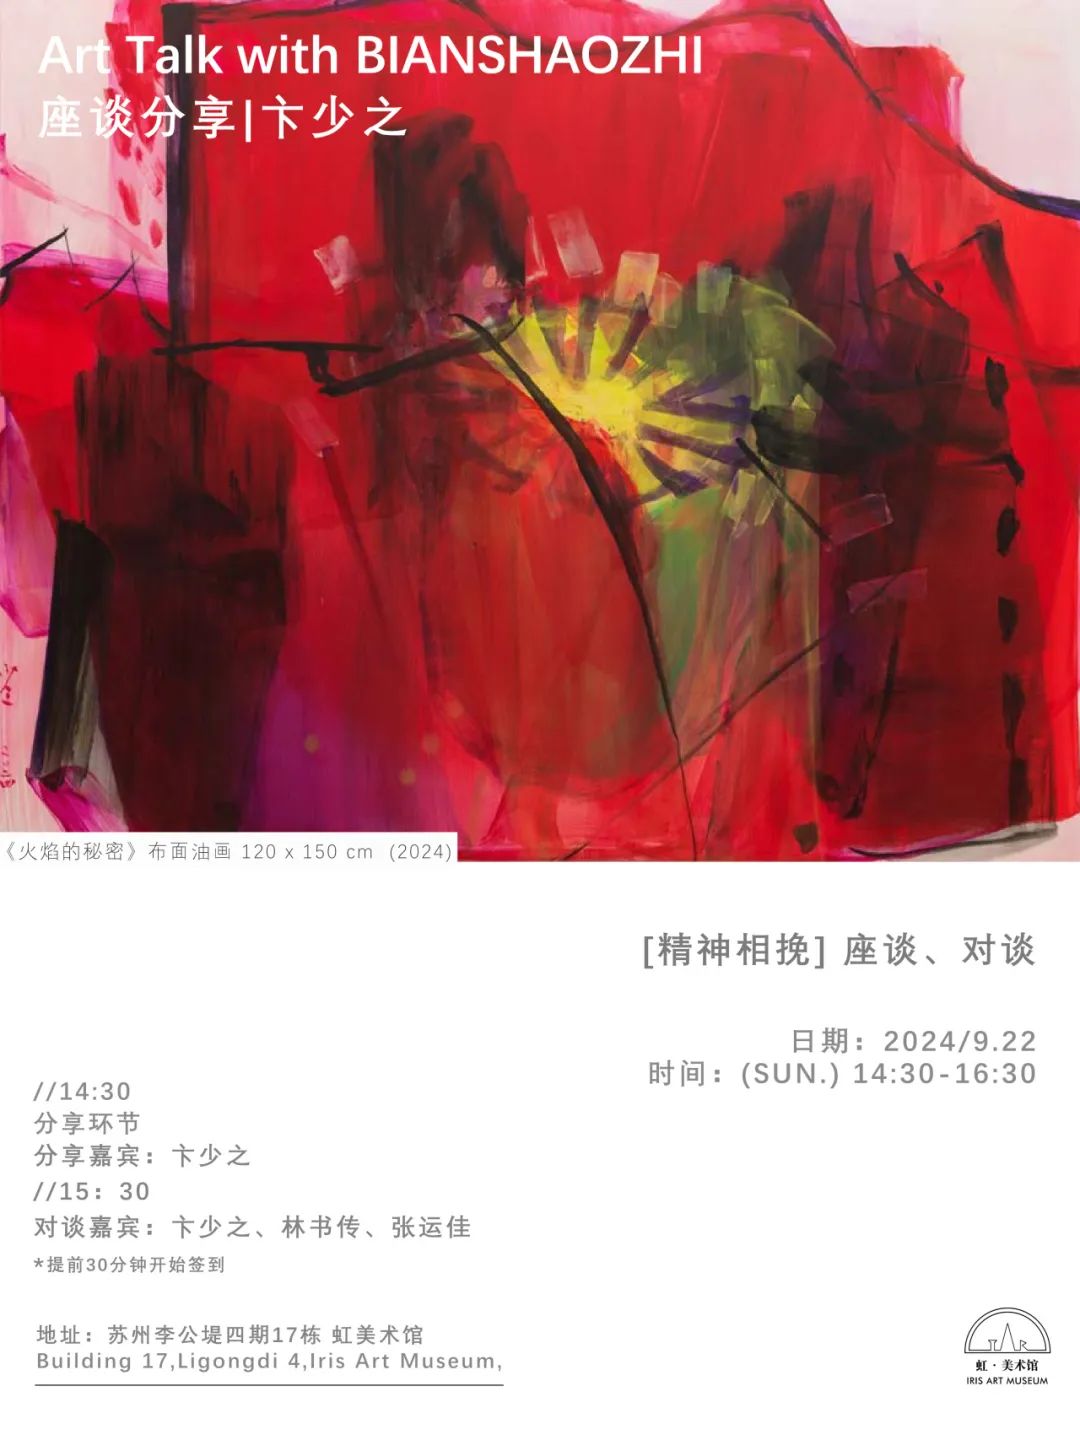 Art Talk with BIANSHAOZHI
座谈分享|卞少之
《火焰的秘密》布面油画 120 x 150 cm  (2024)
[精神相挽] 座谈、对谈
日期：2024/9.22
时间：(SUN.) 14:30-16:30
//14:30
分享环节
分享嘉宾：卞少之
//15：30
对谈嘉宾：卞少之、林书传、张运佳
*提前30分钟开始签到
地址：苏州李公堤四期17栋 虹美术馆
Building 17,Ligongdi 4,Iris Art Museum,
虹·美术馆
IRIS ART MUSEUM